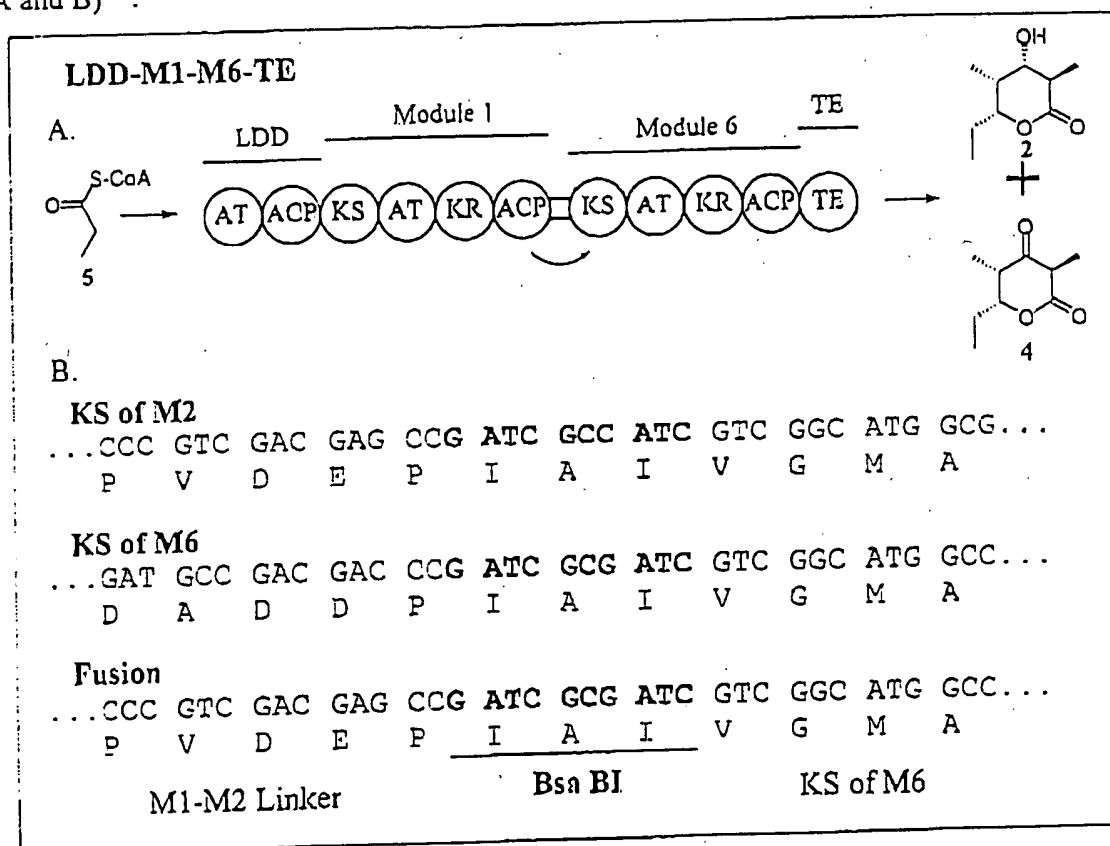 A and B)
LDD-M1-M6-TE
A.
LDD
Module 1
Module 6
TE
S-CoA
O
5
AT ACP KS AT KR ACP KS AT KR ACP TE
OH
O
O
2
+
O
O
O
4
B.
KS of M2
...CCC GTC GAC GAG CCG ATC GCC ATC GTC GGC ATG GCG...
P V D E P I A I V G M A
KS of M6
...GAT GCC GAC GAC CCG ATC GCG ATC GTC GGC ATG GCC...
D A D D P I A I V G M A
Fusion
...CCC GTC GAC GAG CCG ATC GCG ATC GTC GGC ATG GCC...
P V D E P I A I V G M A
M1-M2 Linker
Bsa BI
KS of M6